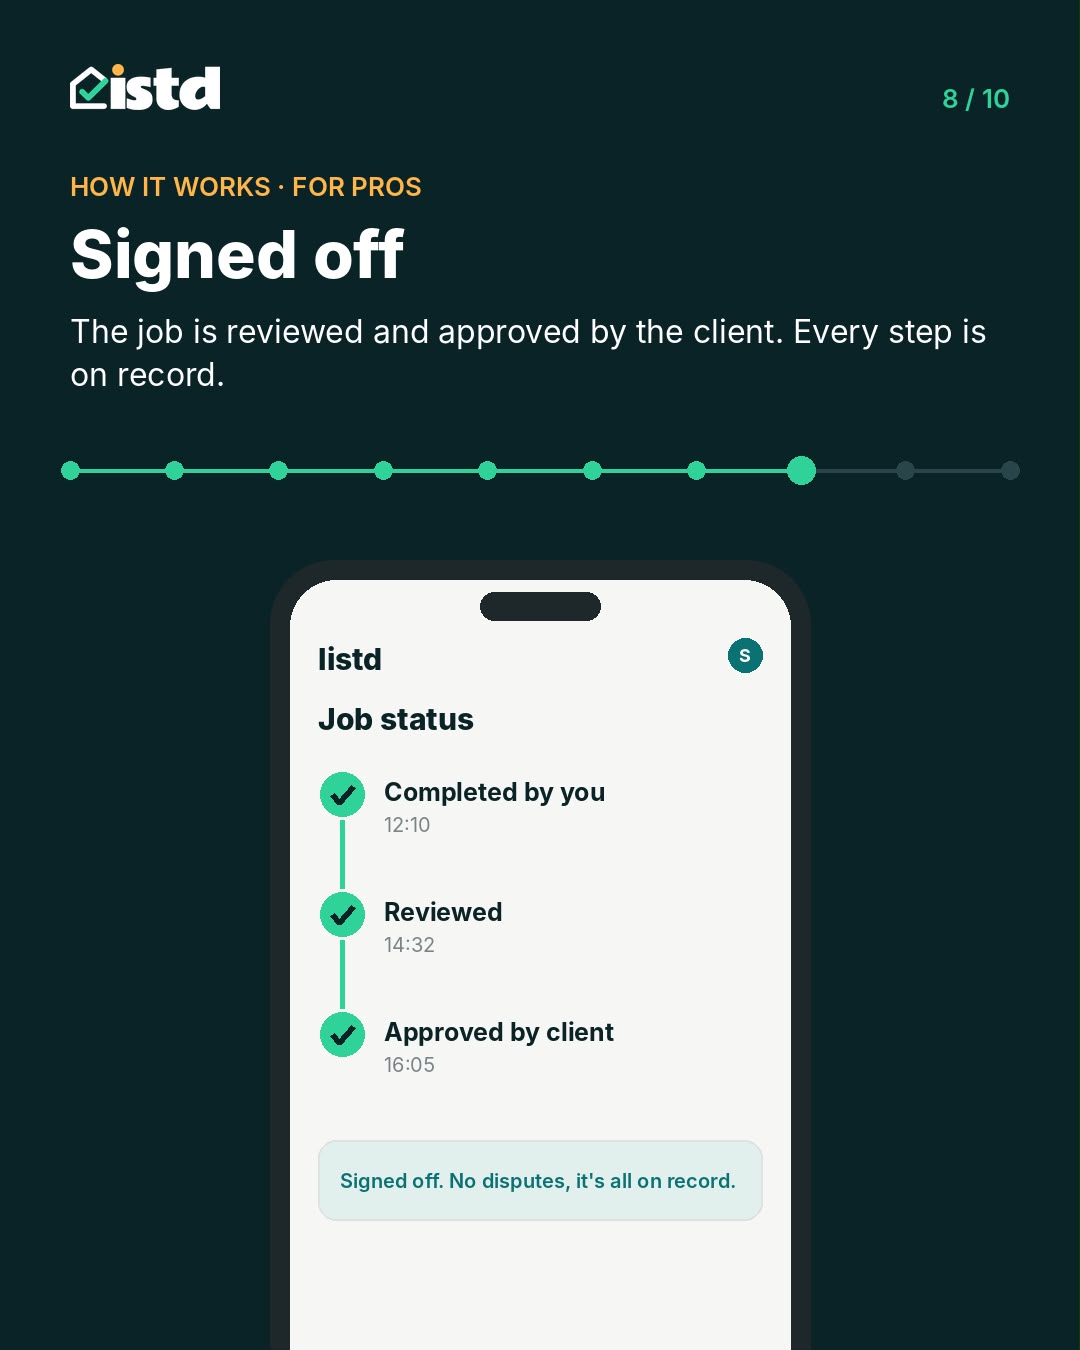 listd
8 / 10
HOW IT WORKS · FOR PROS
Signed off
The job is reviewed and approved by the client. Every step is
on record.
listd
S
Job status
Completed by you
12:10
Reviewed
14:32
Approved by client
16:05
Signed off. No disputes, it's all on record.